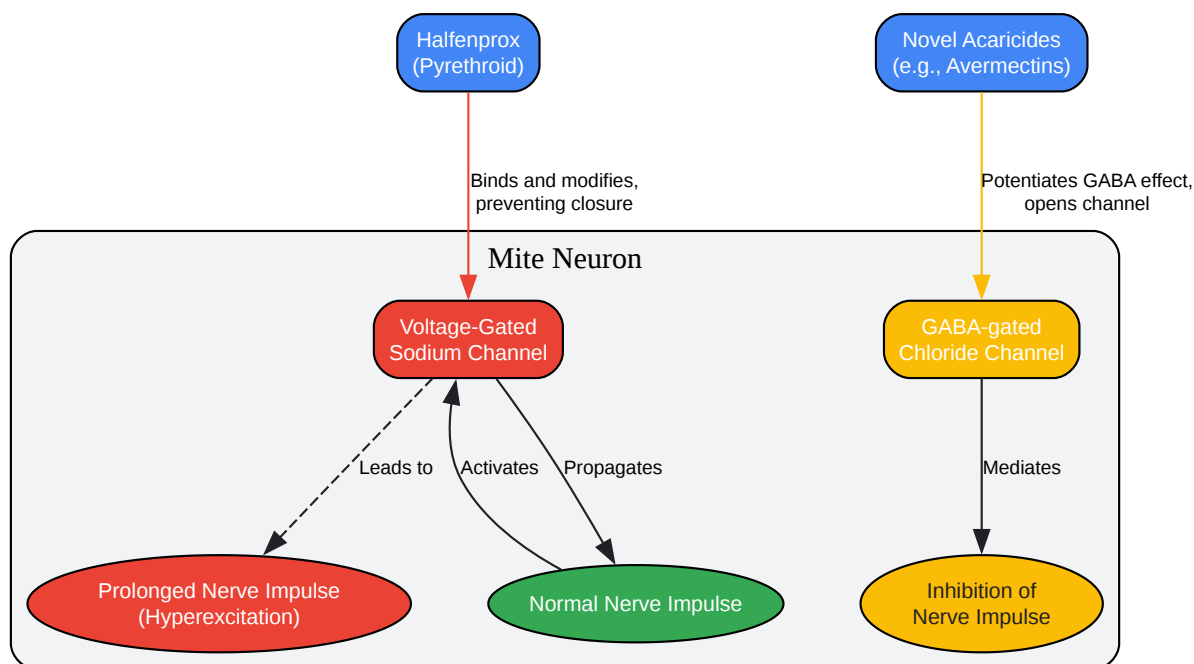 Halfenprox
(Pyrethroid)
Novel Acaricides
(e.g., Avermectins)
Binds and modifies,
preventing closure
Potentiates GABA effect,
opens channel
Mite Neuron
Voltage-Gated
Sodium Channel
GABA-gated
Chloride Channel
Leads to
Activates
Propagates
Mediates
Prolonged Nerve Impulse
(Hyperexcitation)
Normal Nerve Impulse
Inhibition of
Nerve Impulse